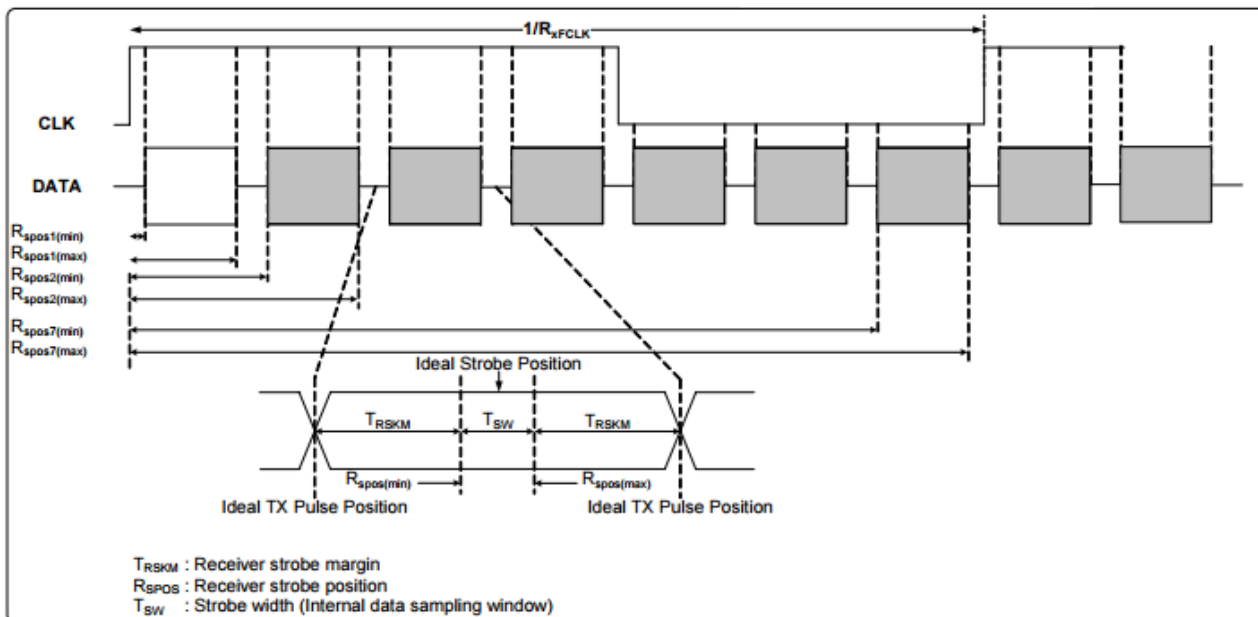 1/RxFCLK
CLK
DATA
Rspos1(min)
Rspos1(max)
Rspos2(min)
Rspos2(max)
Rspos7(min)
Rspos7(max)
Ideal Strobe Position
TRSKM TSW TRSKM
Rspos(min) Rspos(max)
Ideal TX Pulse Position Ideal TX Pulse Position
TRSKM : Receiver strobe margin
RSPOS : Receiver strobe position
TSW : Strobe width (Internal data sampling window)